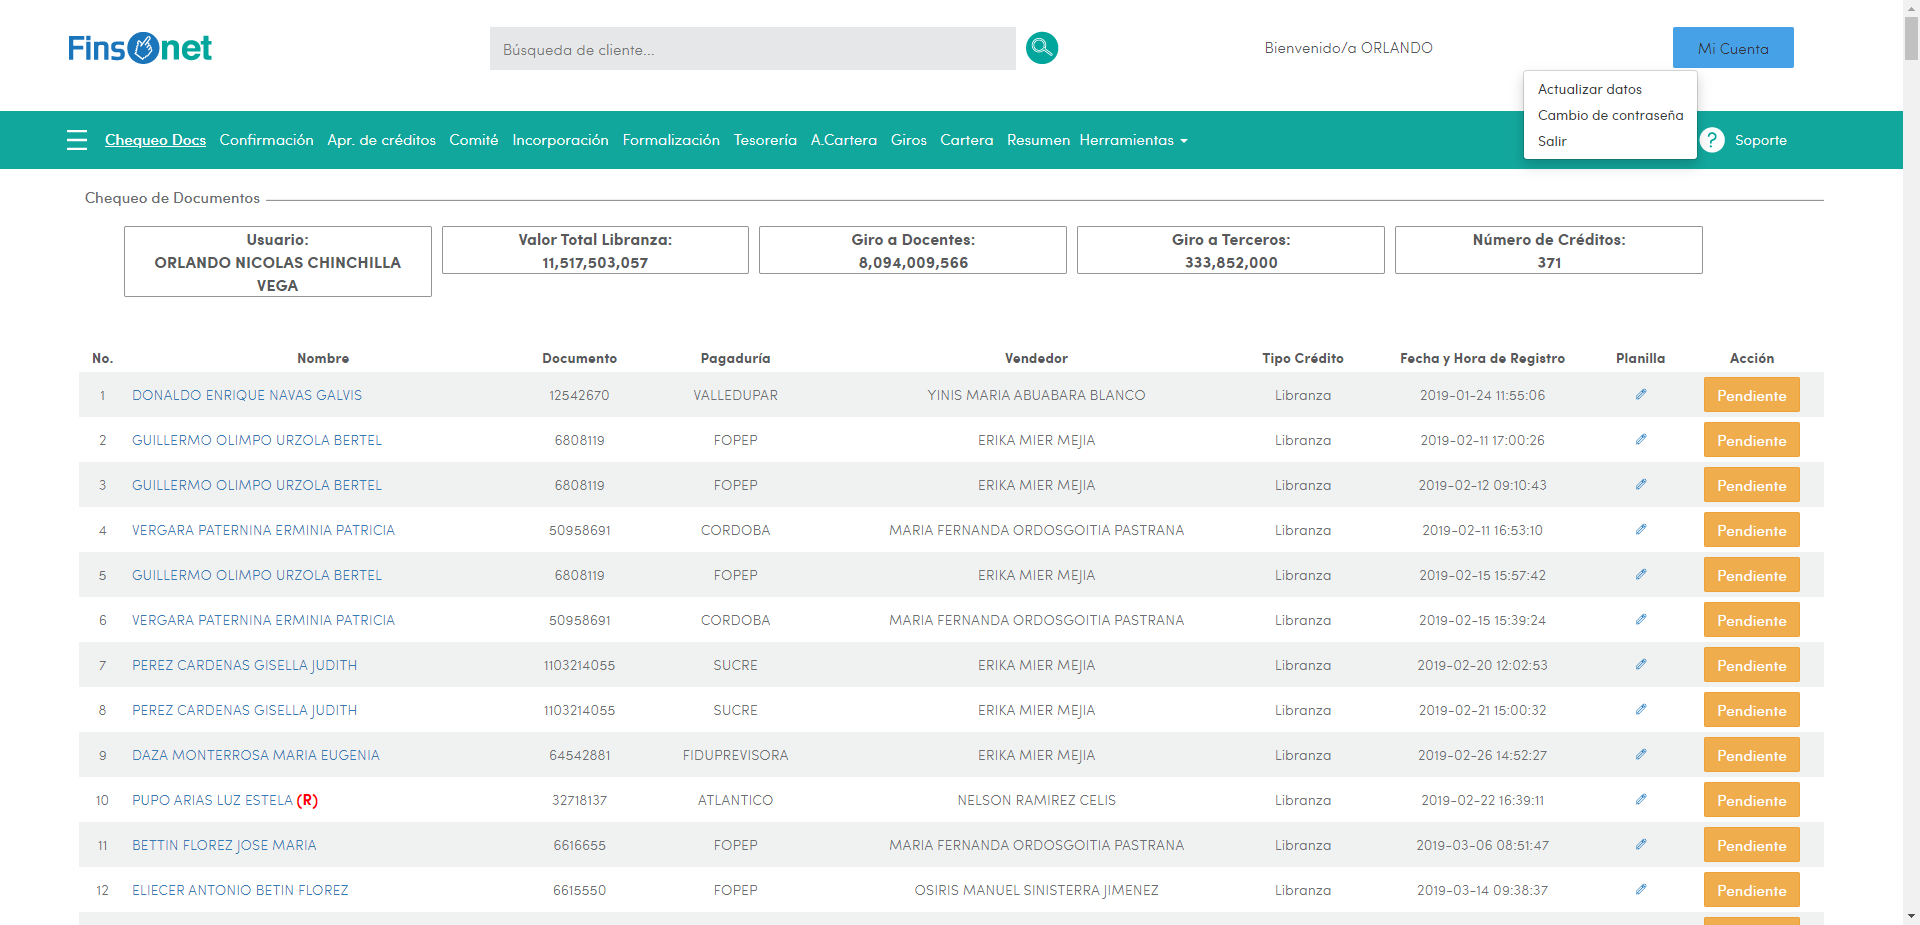 Finsonet
Búsqueda de cliente...
Bienvenido/a ORLANDO
Mi Cuenta
Actualizar datos
Cambio de contraseña
Salir
Chequeo Docs Confirmación Apr. de créditos Comité Incorporación Formalización Tesorería A.Cartera Giros Cartera Resumen Herramientas
? Soporte
Chequeo de Documentos
Usuario:
ORLANDO NICOLAS CHINCHILLA
VEGA
Valor Total Libranza:
11,517,503,057
Giro a Docentes:
8,094,009,566
Giro a Terceros:
333,852,000
Número de Créditos:
371
No. Nombre Documento Pagaduría Vendedor Tipo Crédito Fecha y Hora de Registro Planilla Acción
1 DONALDO ENRIQUE NAVAS GALVIS 12542670 VALLEDUPAR YINIS MARIA ABUABARA BLANCO Libranza 2019-01-24 11:55:06 Pendiente
2 GUILLERMO OLIMPO URZOLA BERTEL 6808119 FOPEP ERIKA MIER MEJIA Libranza 2019-02-11 17:00:26 Pendiente
3 GUILLERMO OLIMPO URZOLA BERTEL 6808119 FOPEP ERIKA MIER MEJIA Libranza 2019-02-12 09:10:43 Pendiente
4 VERGARA PATERNINA ERMINIA PATRICIA 50958691 CORDOBA MARIA FERNANDA ORDOSGOITIA PASTRANA Libranza 2019-02-11 16:53:10 Pendiente
5 GUILLERMO OLIMPO URZOLA BERTEL 6808119 FOPEP ERIKA MIER MEJIA Libranza 2019-02-15 15:57:42 Pendiente
6 VERGARA PATERNINA ERMINIA PATRICIA 50958691 CORDOBA MARIA FERNANDA ORDOSGOITIA PASTRANA Libranza 2019-02-15 15:39:24 Pendiente
7 PEREZ CARDENAS GISELLA JUDITH 1103214055 SUCRE ERIKA MIER MEJIA Libranza 2019-02-20 12:02:53 Pendiente
8 PEREZ CARDENAS GISELLA JUDITH 1103214055 SUCRE ERIKA MIER MEJIA Libranza 2019-02-21 15:00:32 Pendiente
9 DAZA MONTERROSA MARIA EUGENIA 64542881 FIDUPREVISORA ERIKA MIER MEJIA Libranza 2019-02-26 14:52:27 Pendiente
10 PUPO ARIAS LUZ ESTELA (R) 32718137 ATLANTICO NELSON RAMIREZ CELIS Libranza 2019-02-22 16:39:11 Pendiente
11 BETTIN FLOREZ JOSE MARIA 6616655 FOPEP MARIA FERNANDA ORDOSGOITIA PASTRANA Libranza 2019-03-06 08:51:47 Pendiente
12 ELIECER ANTONIO BETIN FLOREZ 6615550 FOPEP OSIRIS MANUEL SINISTERRA JIMENEZ Libranza 2019-03-14 09:38:37 Pendiente